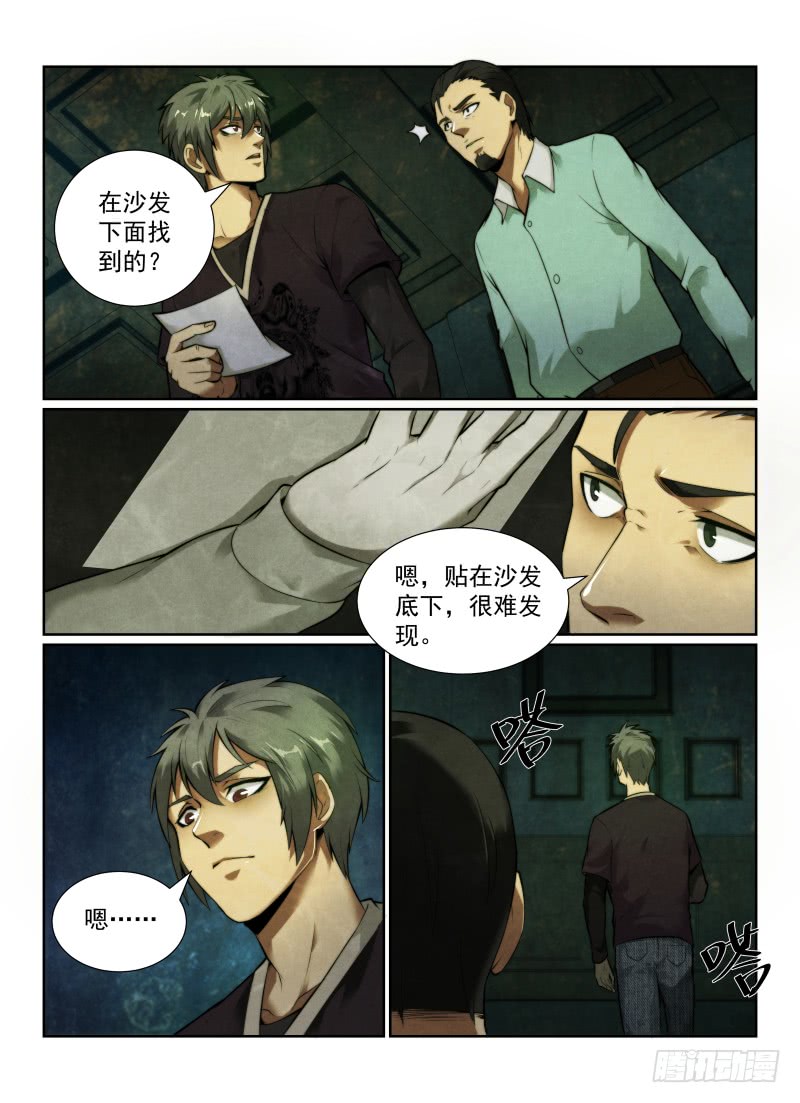 在沙发
下面找
到的？
嗯，贴在沙发
底下，很难发
现。
嗯……
嗒
嗒
腾讯动漫